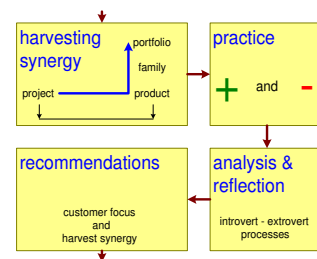 harvesting
synergy
portfolio
family
project
product
practice
+ and -
recommendations
customer focus
and
harvest synergy
analysis &
reflection
introvert - extrovert
processes